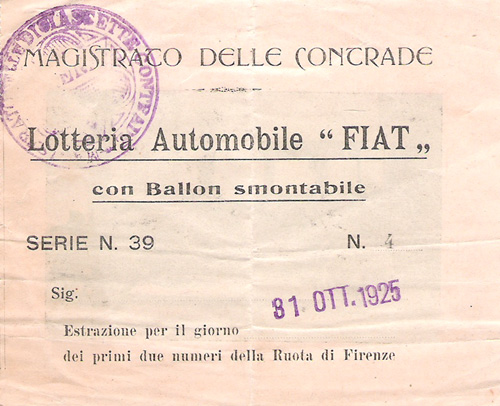 MAGISTRATO DELLE CONTRADE
Lotteria Automobile “FIAT„
con Ballon smontabile
SERIE N. 39 N. 4
Sig.
31 OTT. 1925
Estrazione per il giorno
dei primi due numeri della Ruota di Firenze